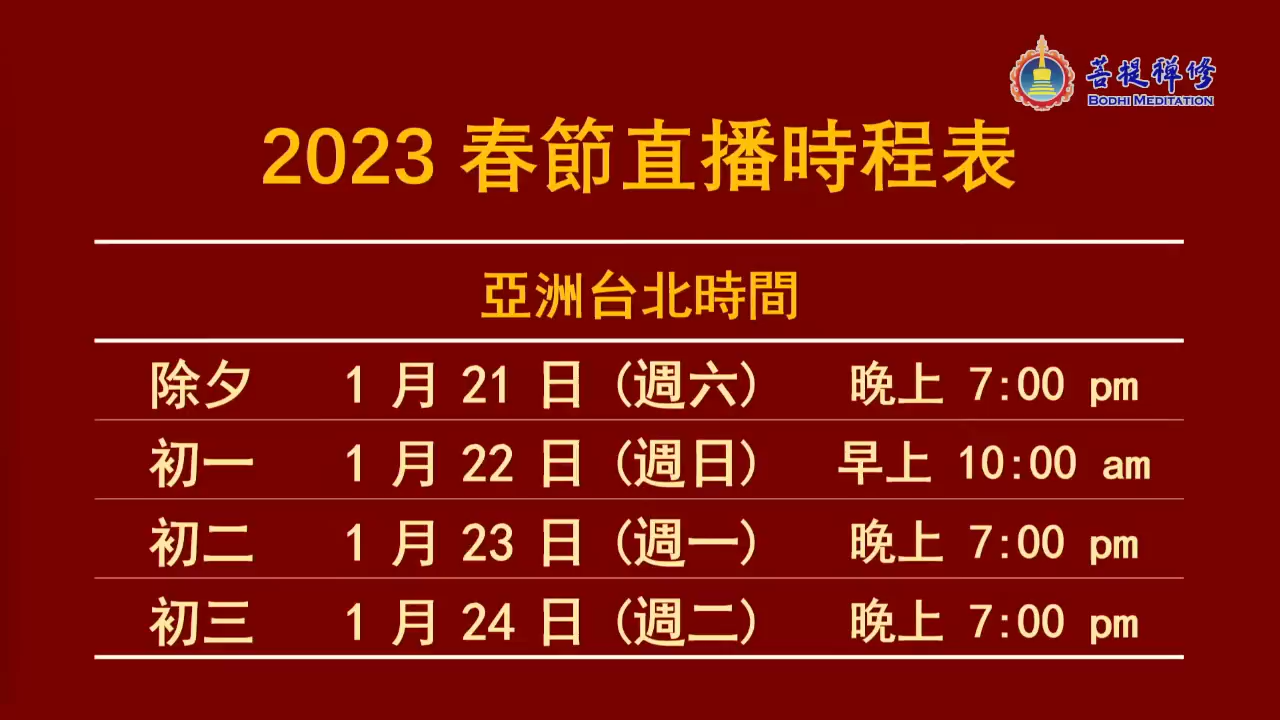 菩提禪修
BODHI MEDITATION
2023 春節直播時程表
亞洲台北時間
除夕 1 月 21 日 (週六) 晚上 7:00 pm
初一 1 月 22 日 (週日) 早上 10:00 am
初二 1 月 23 日 (週一) 晚上 7:00 pm
初三 1 月 24 日 (週二) 晚上 7:00 pm